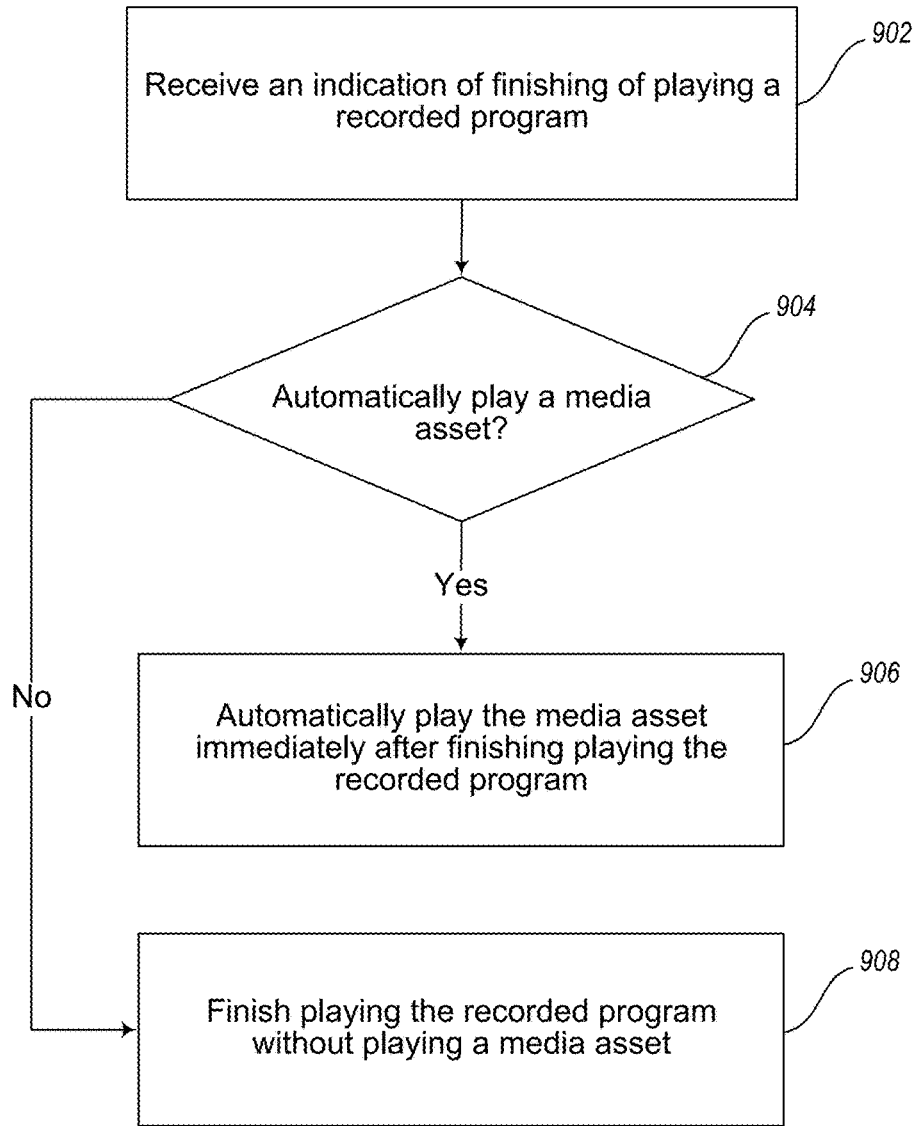 902
Receive an indication of finishing of playing a
recorded program
904
Automatically play a media
asset?
Yes
No
906
Automatically play the media asset
immediately after finishing playing the
recorded program
908
Finish playing the recorded program
without playing a media asset